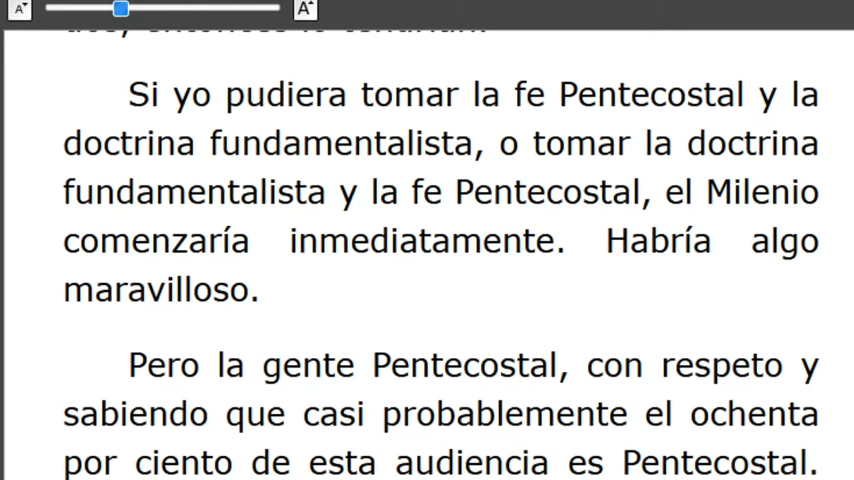 A A
Si yo pudiera tomar la fe Pentecostal y la
doctrina fundamentalista, o tomar la doctrina
fundamentalista y la fe Pentecostal, el Milenio
comenzaría inmediatamente. Habría algo
maravilloso.
Pero la gente Pentecostal, con respeto y
sabiendo que casi probablemente el ochenta
por ciento de esta audiencia es Pentecostal.